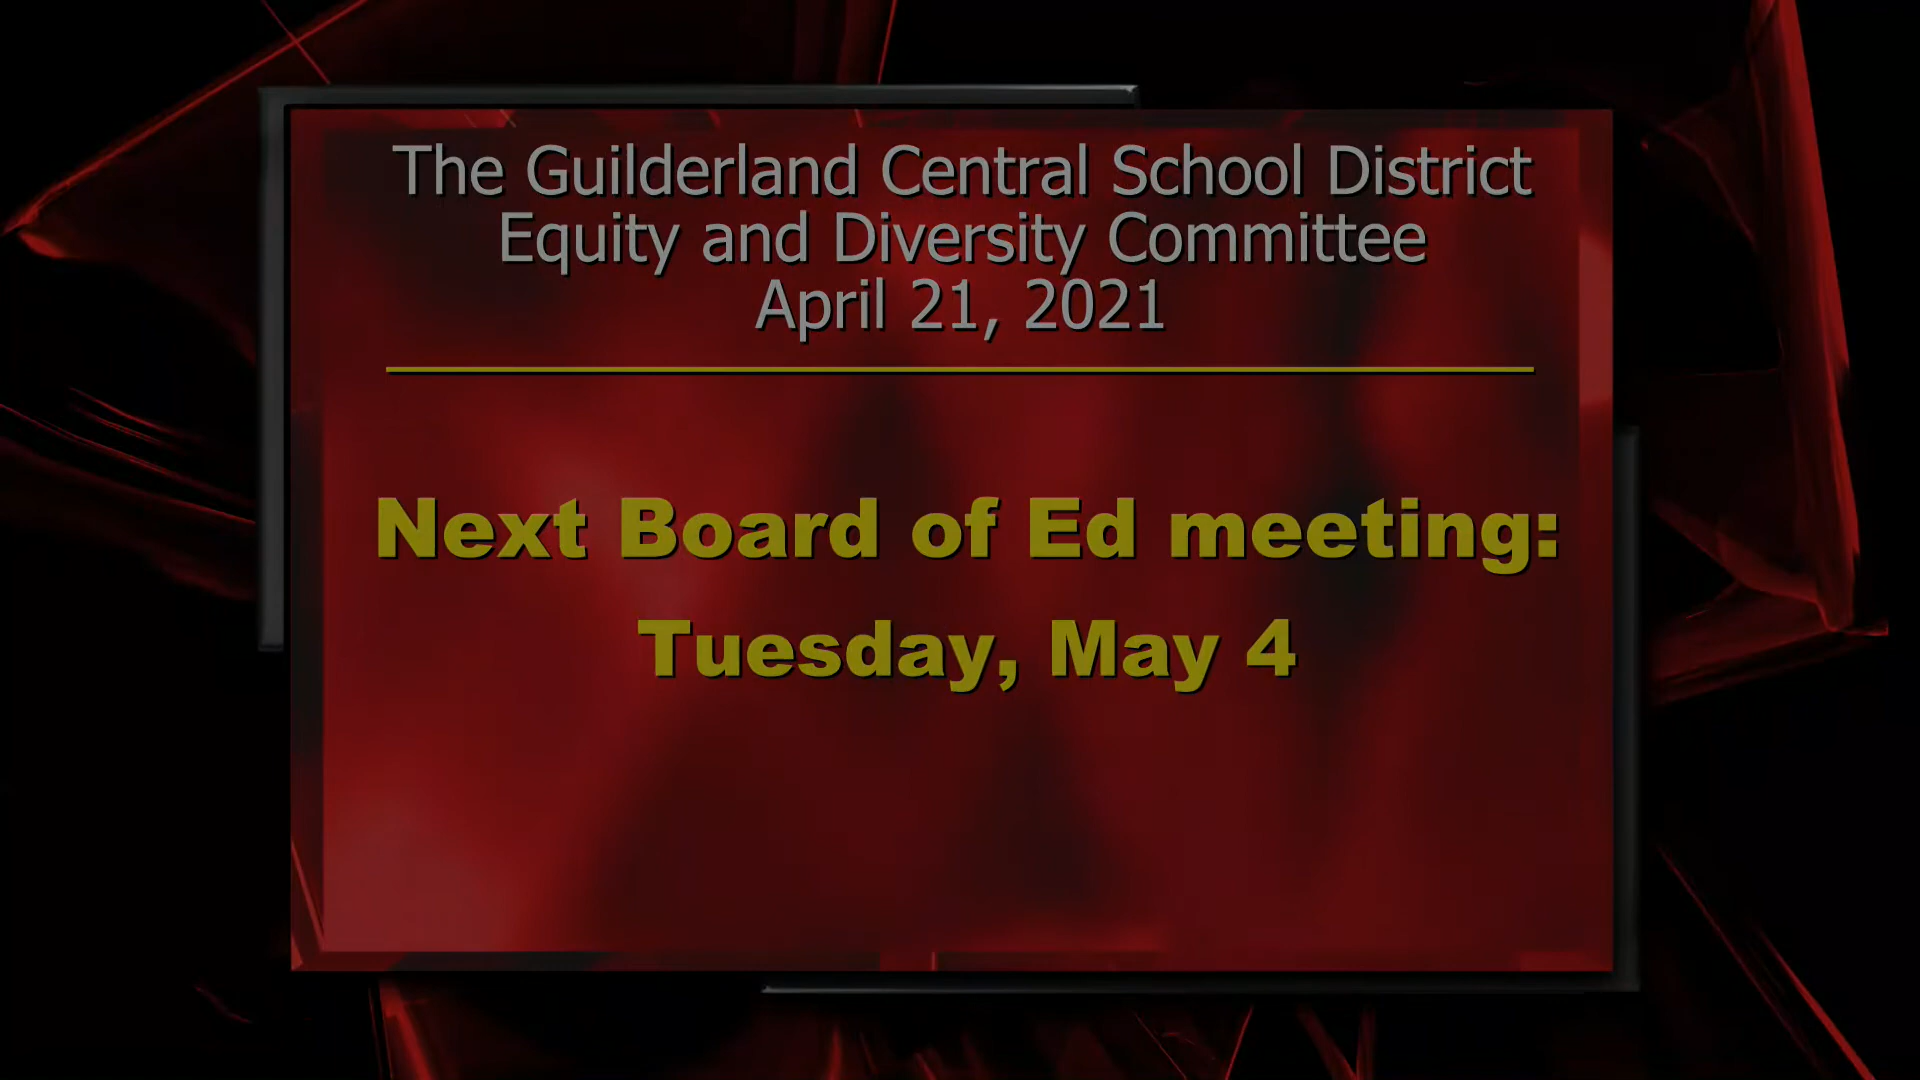 The Guilderland Central School District
Equity and Diversity Committee
April 21, 2021
Next Board of Ed meeting:
Tuesday, May 4